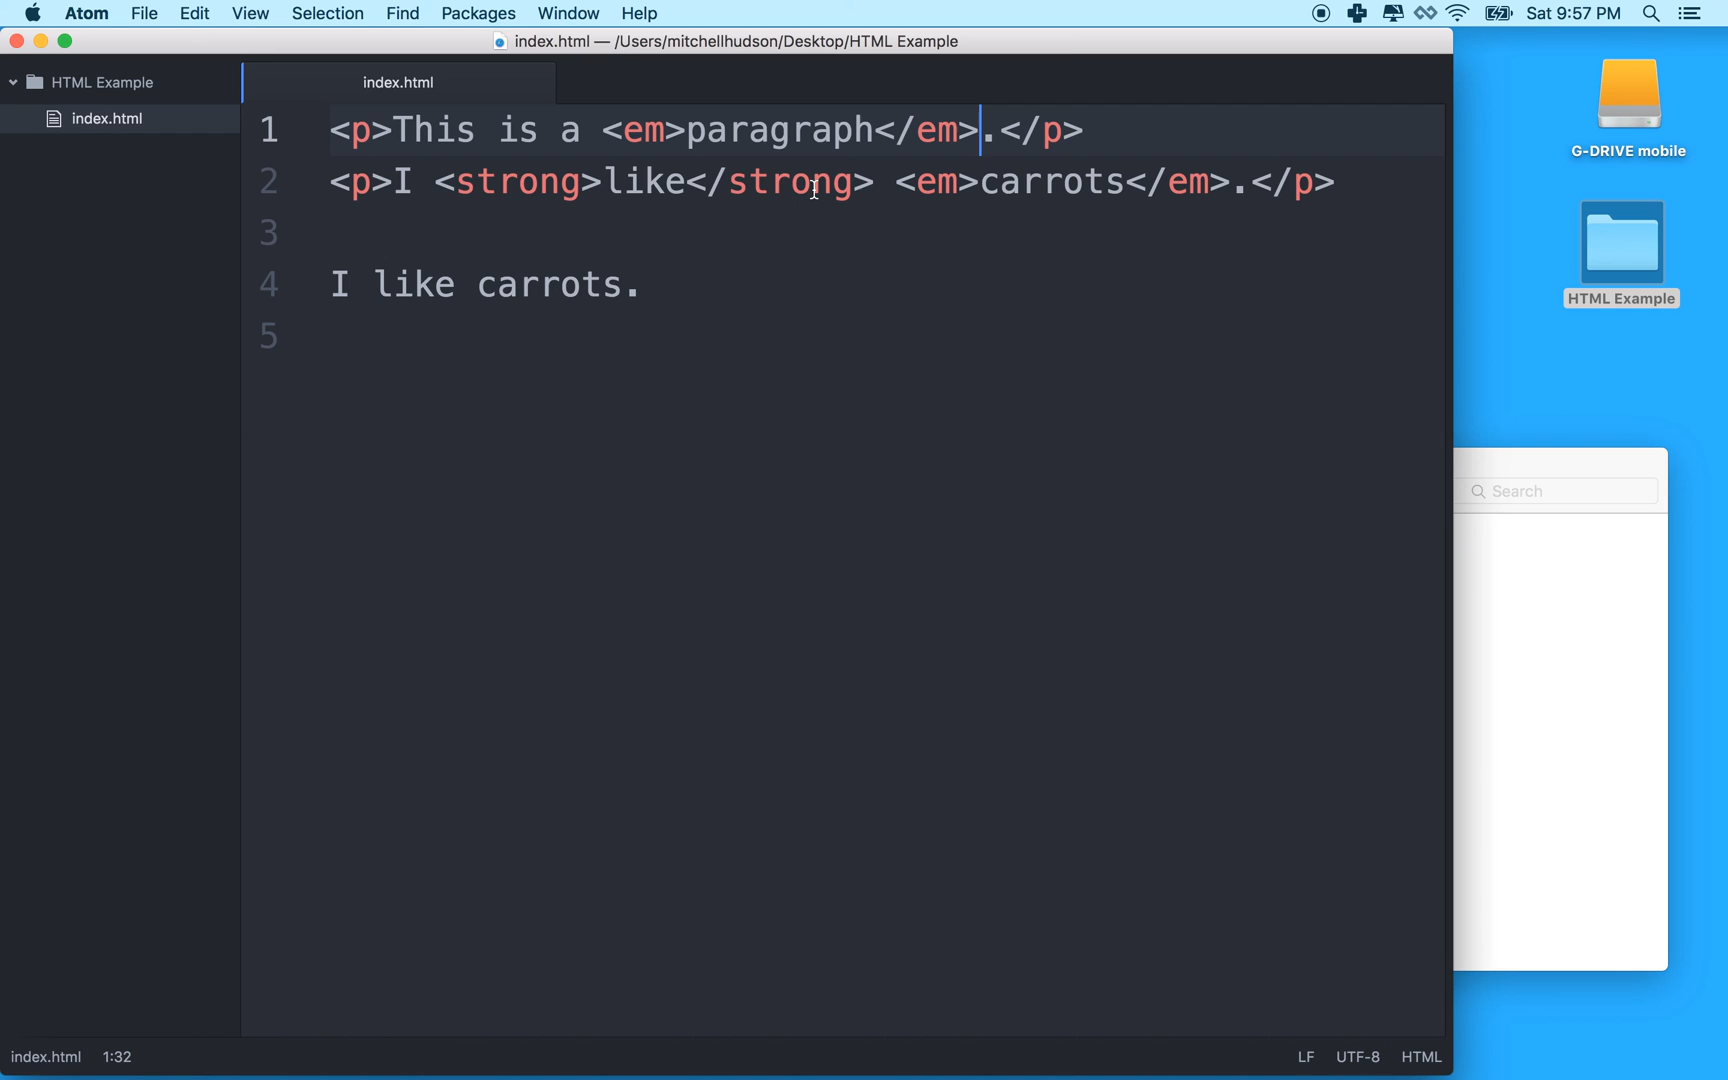 Atom File Edit View Selection Find Packages Window Help Sat 9:57 PM
index.html — /Users/mitchellhudson/Desktop/HTML Example
HTML Example
index.html
index.html
1 <p>This is a <em>paragraph</em>.</p>
2 <p>I <strong>like</strong> <em>carrots</em>.</p>
3
4 I like carrots.
5
G-DRIVE mobile
HTML Example
Search
index.html 1:32 LF UTF-8 HTML